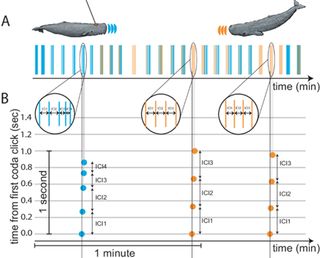 A
time (min)
ICI1 ICI2 ICI3 ICI4
ICI1 ICI2 ICI3
ICI1 ICI2 ICI3
B
time from first coda click (sec)
1.4
1.2
1.0
0.8
0.6
0.4
0.2
0.0
1 second
ICI4
ICI3
ICI2
ICI1
ICI3
ICI2
ICI1
ICI3
ICI2
ICI1
1 minute
time (min)